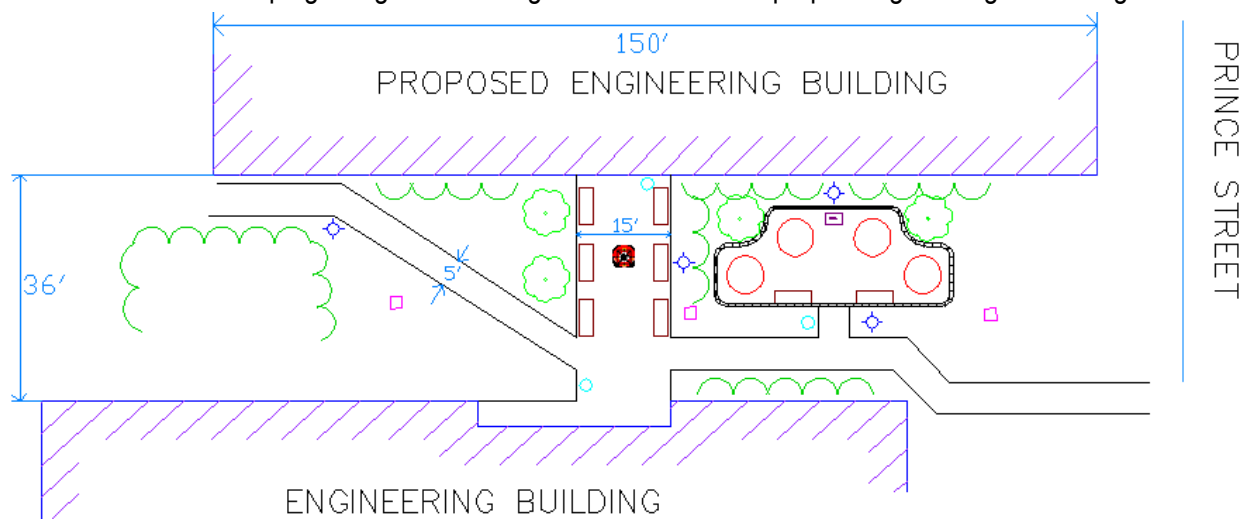 150'
PROPOSED ENGINEERING BUILDING
PRINCE STREET
15'
5'
36'
ENGINEERING BUILDING